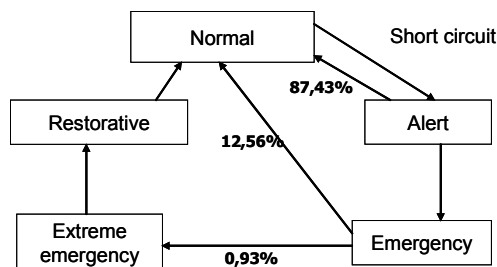 Normal
Short circuit
87,43%
Restorative
12,56%
Alert
Extreme
emergency
0,93%
Emergency